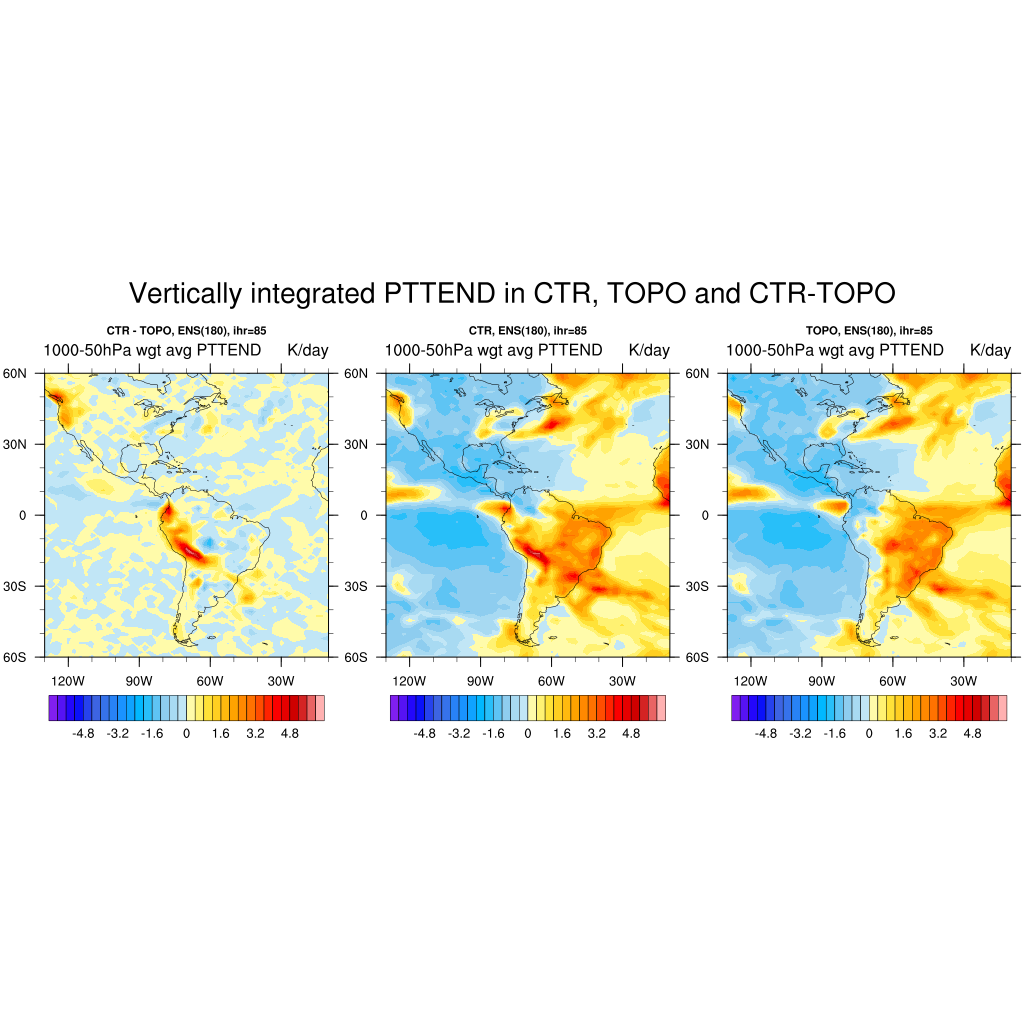 Vertically integrated PTTEND in CTR, TOPO and CTR-TOPO
CTR - TOPO, ENS(180), ihr=85
1000-50hPa wgt avg PTTEND K/day
60N
30N
0
30S
60S
120W 90W 60W 30W
-4.8 -3.2 -1.6 0 1.6 3.2 4.8
CTR, ENS(180), ihr=85
1000-50hPa wgt avg PTTEND K/day
60N
30N
0
30S
60S
120W 90W 60W 30W
-4.8 -3.2 -1.6 0 1.6 3.2 4.8
TOPO, ENS(180), ihr=85
1000-50hPa wgt avg PTTEND K/day
60N
30N
0
30S
60S
120W 90W 60W 30W
-4.8 -3.2 -1.6 0 1.6 3.2 4.8